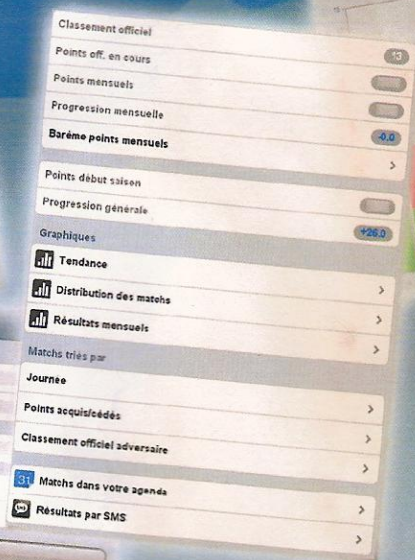 Classement officiel 13
Points off. en cours
Points mensuels
Progression mensuelle -0.0
Barème points mensuels
Points début saison
Progression générale +26.0
Graphiques
Tendance
Distribution des matchs
Résultats mensuels
Matchs triés par
Journée
Points acquis/cédés
Classement officiel adversaire
31 Matchs dans votre agenda
Résultats par SMS